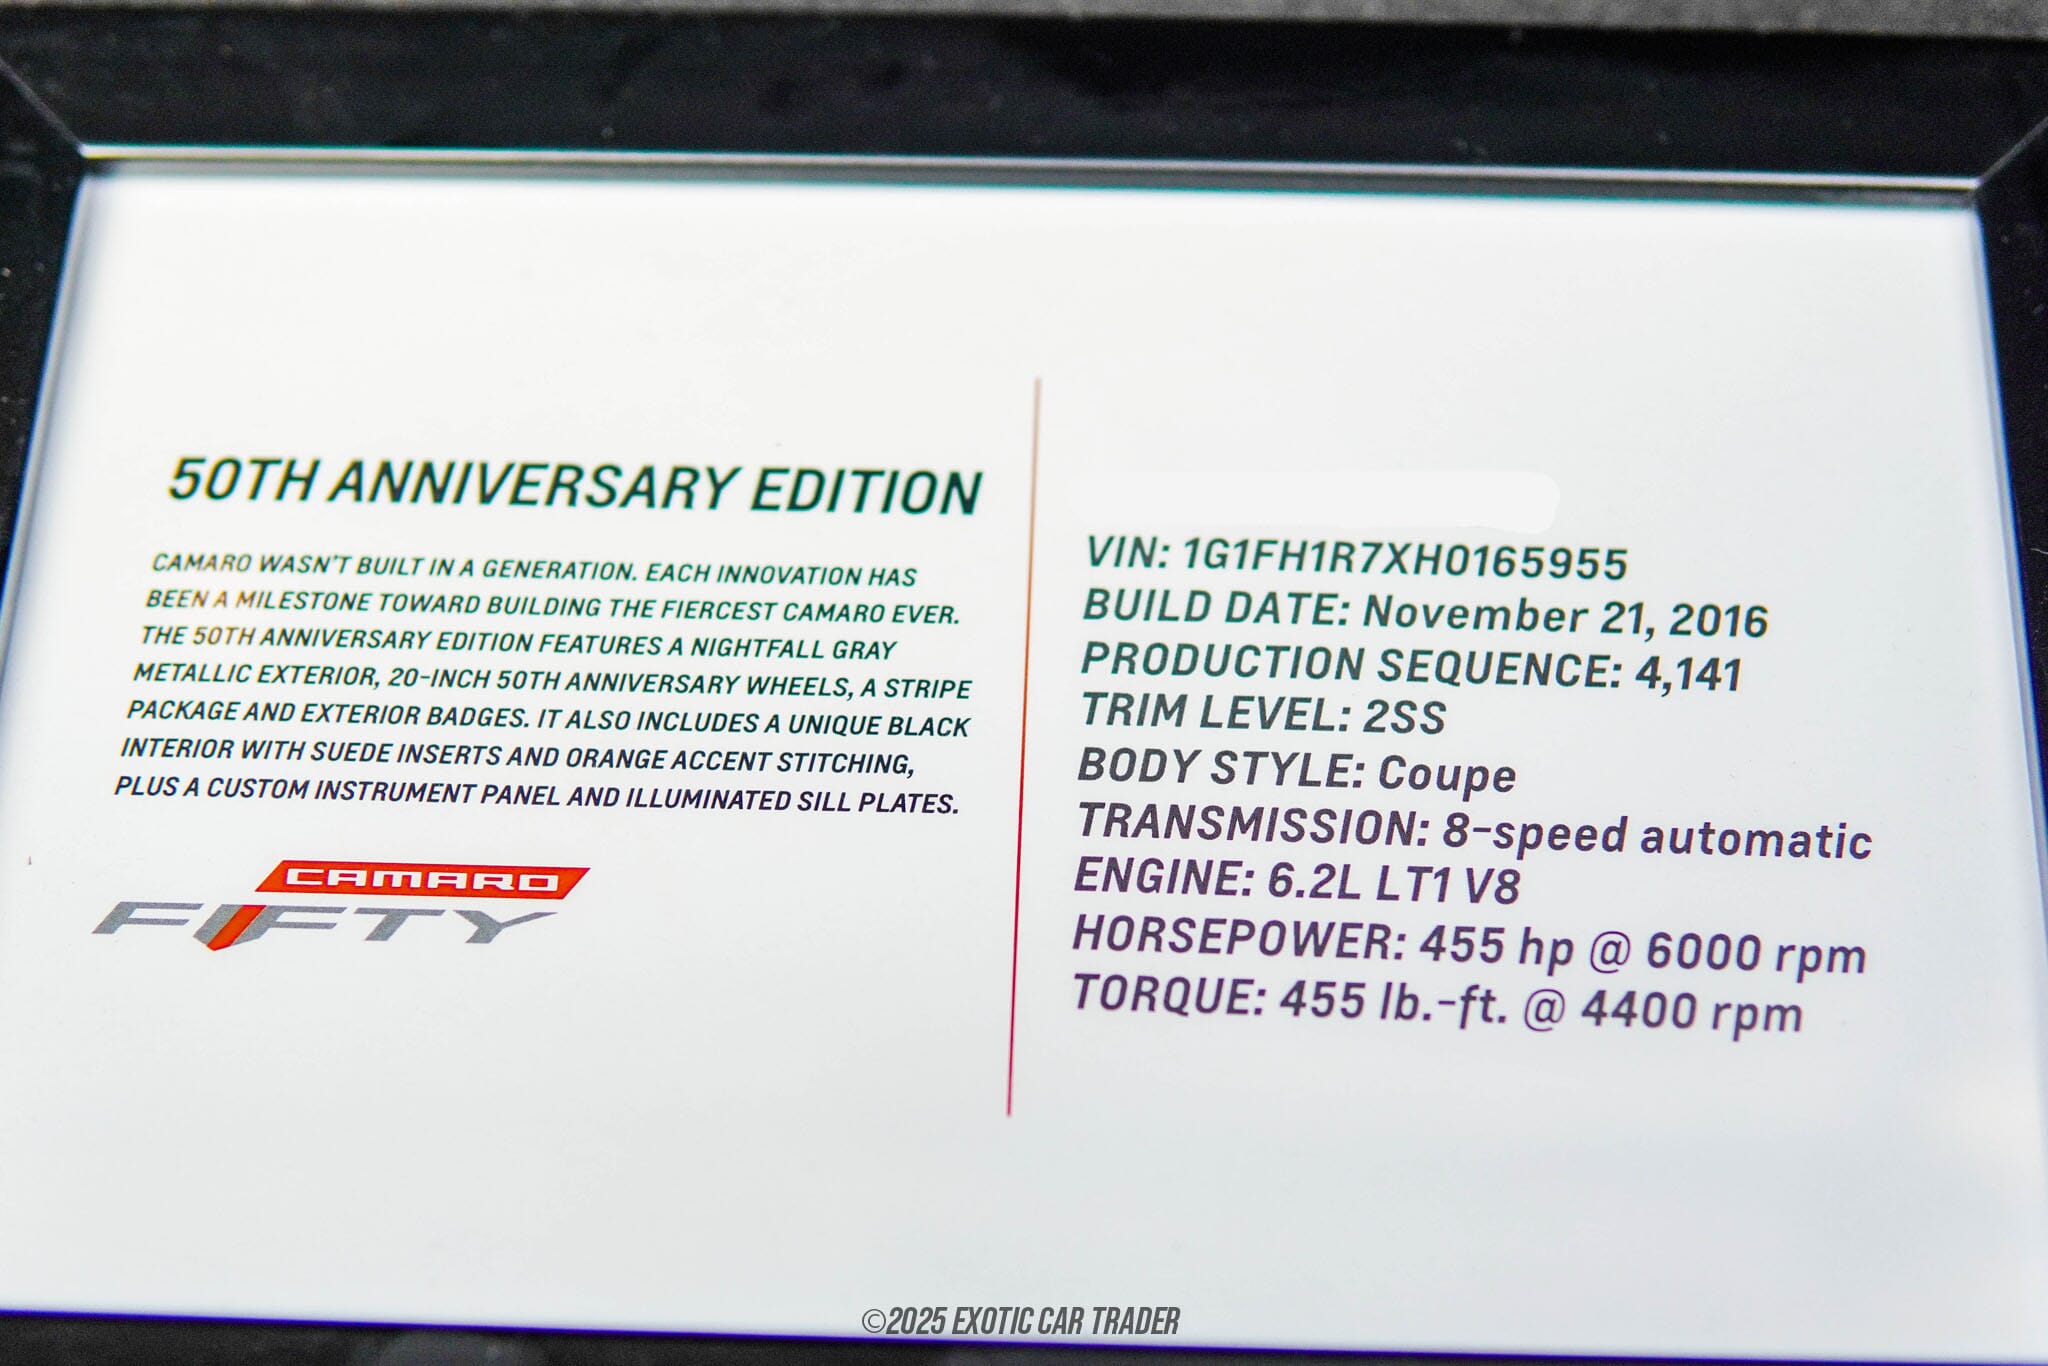 50TH ANNIVERSARY EDITION
CAMARO WASN'T BUILT IN A GENERATION. EACH INNOVATION HAS
BEEN A MILESTONE TOWARD BUILDING THE FIERCEST CAMARO EVER.
THE 50TH ANNIVERSARY EDITION FEATURES A NIGHTFALL GRAY
METALLIC EXTERIOR, 20-INCH 50TH ANNIVERSARY WHEELS, A STRIPE
PACKAGE AND EXTERIOR BADGES. IT ALSO INCLUDES A UNIQUE BLACK
INTERIOR WITH SUEDE INSERTS AND ORANGE ACCENT STITCHING,
PLUS A CUSTOM INSTRUMENT PANEL AND ILLUMINATED SILL PLATES.
CAMARO
FIFTY
VIN: 1G1FH1R7XH0165955
BUILD DATE: November 21, 2016
PRODUCTION SEQUENCE: 4,141
TRIM LEVEL: 2SS
BODY STYLE: Coupe
TRANSMISSION: 8-speed automatic
ENGINE: 6.2L LT1 V8
HORSEPOWER: 455 hp @ 6000 rpm
TORQUE: 455 lb.-ft. @ 4400 rpm
©2025 EXOTIC CAR TRADER